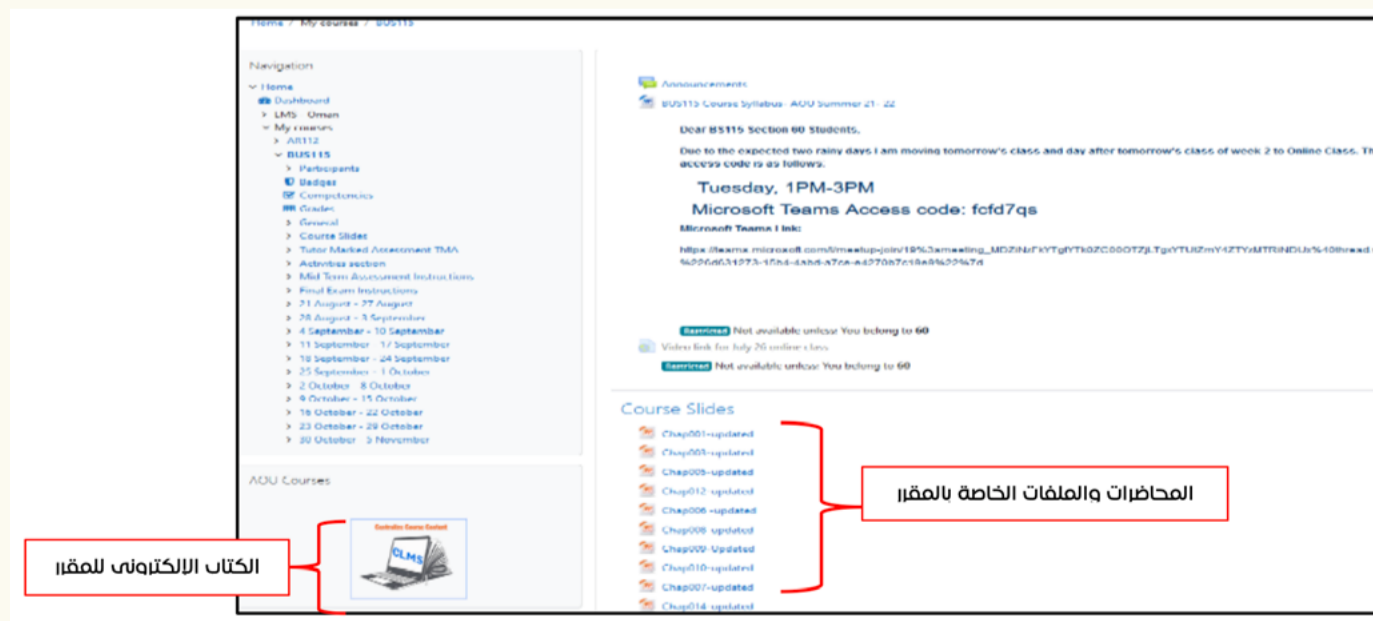 Home / My courses / BUS115
Navigation
Home
Dashboard
LMS - Oman
My courses
AR112
BUS115
Participants
Badges
Competencies
Grades
General
Course Slides
Tutor Marked Assessment TMA
Activities section
Mid Term Assessment Instructions
Final Exam Instructions
21 August - 27 August
28 August - 3 September
4 September - 10 September
11 September - 17 September
18 September - 24 September
25 September - 1 October
2 October - 8 October
9 October - 15 October
16 October - 22 October
23 October - 29 October
30 October - 5 November
AOU Courses
CLMS
الكتاب الإلكتروني للمقرر
Announcements
BUS115 Course Syllabus- AOU Summer 21- 22
Dear BS115 Section 60 Students,
Due to the expected two rainy days I am moving tomorrow's class and day after tomorrow's class of week 2 to Online Class.
access code is as follows.
Tuesday, 1PM-3PM
Microsoft Teams Access code: fcfd7qs
Microsoft Teams Link:
Restricted Not available unless: You belong to 60
Video link for July 26 online class
Restricted Not available unless: You belong to 60
Course Slides
Chap001-updated
Chap003-updated
Chap005-updated
Chap012-updated
Chap006 -updated
Chap008-updated
Chap009-Updated
Chap010-updated
Chap007-updated
Chap014-updated
المحاضرات والملفات الخاصة بالمقرر